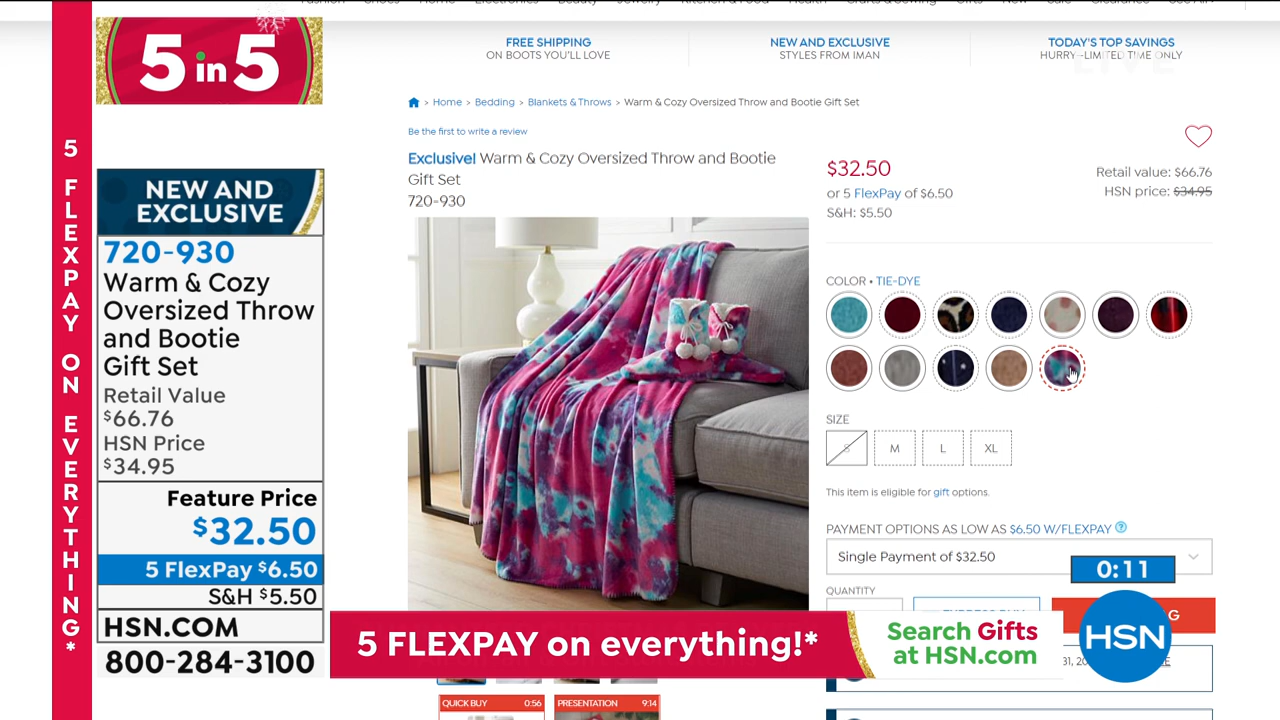 5 in 5
5 FLEXPAY ON EVERYTHING*
NEW AND
EXCLUSIVE
720-930
Warm & Cozy
Oversized Throw
and Bootie
Gift Set
Retail Value
$66.76
HSN Price
$34.95
Feature Price
$32.50
5 FlexPay $6.50
S&H $5.50
HSN.COM
800-284-3100
FREE SHIPPING
ON BOOTS YOU'LL LOVE
NEW AND EXCLUSIVE
STYLES FROM IMAN
TODAY'S TOP SAVINGS
HURRY-LIMITED TIME ONLY
LIVE
> Home > Bedding > Blankets & Throws > Warm & Cozy Oversized Throw and Bootie Gift Set
Be the first to write a review
Exclusive! Warm & Cozy Oversized Throw and Bootie
Gift Set
720-930
$32.50
or 5 FlexPay of $6.50
S&H: $5.50
Retail value: $66.76
HSN price: $34.95
COLOR • TIE-DYE
SIZE
S M L XL
This item is eligible for gift options.
PAYMENT OPTIONS AS LOW AS $6.50 W/FLEXPAY ?
Single Payment of $32.50
0:11
QUANTITY
5 FLEXPAY on everything!*
Search Gifts
at HSN.com
HSN
QUICK BUY 0:56
PRESENTATION 9:14